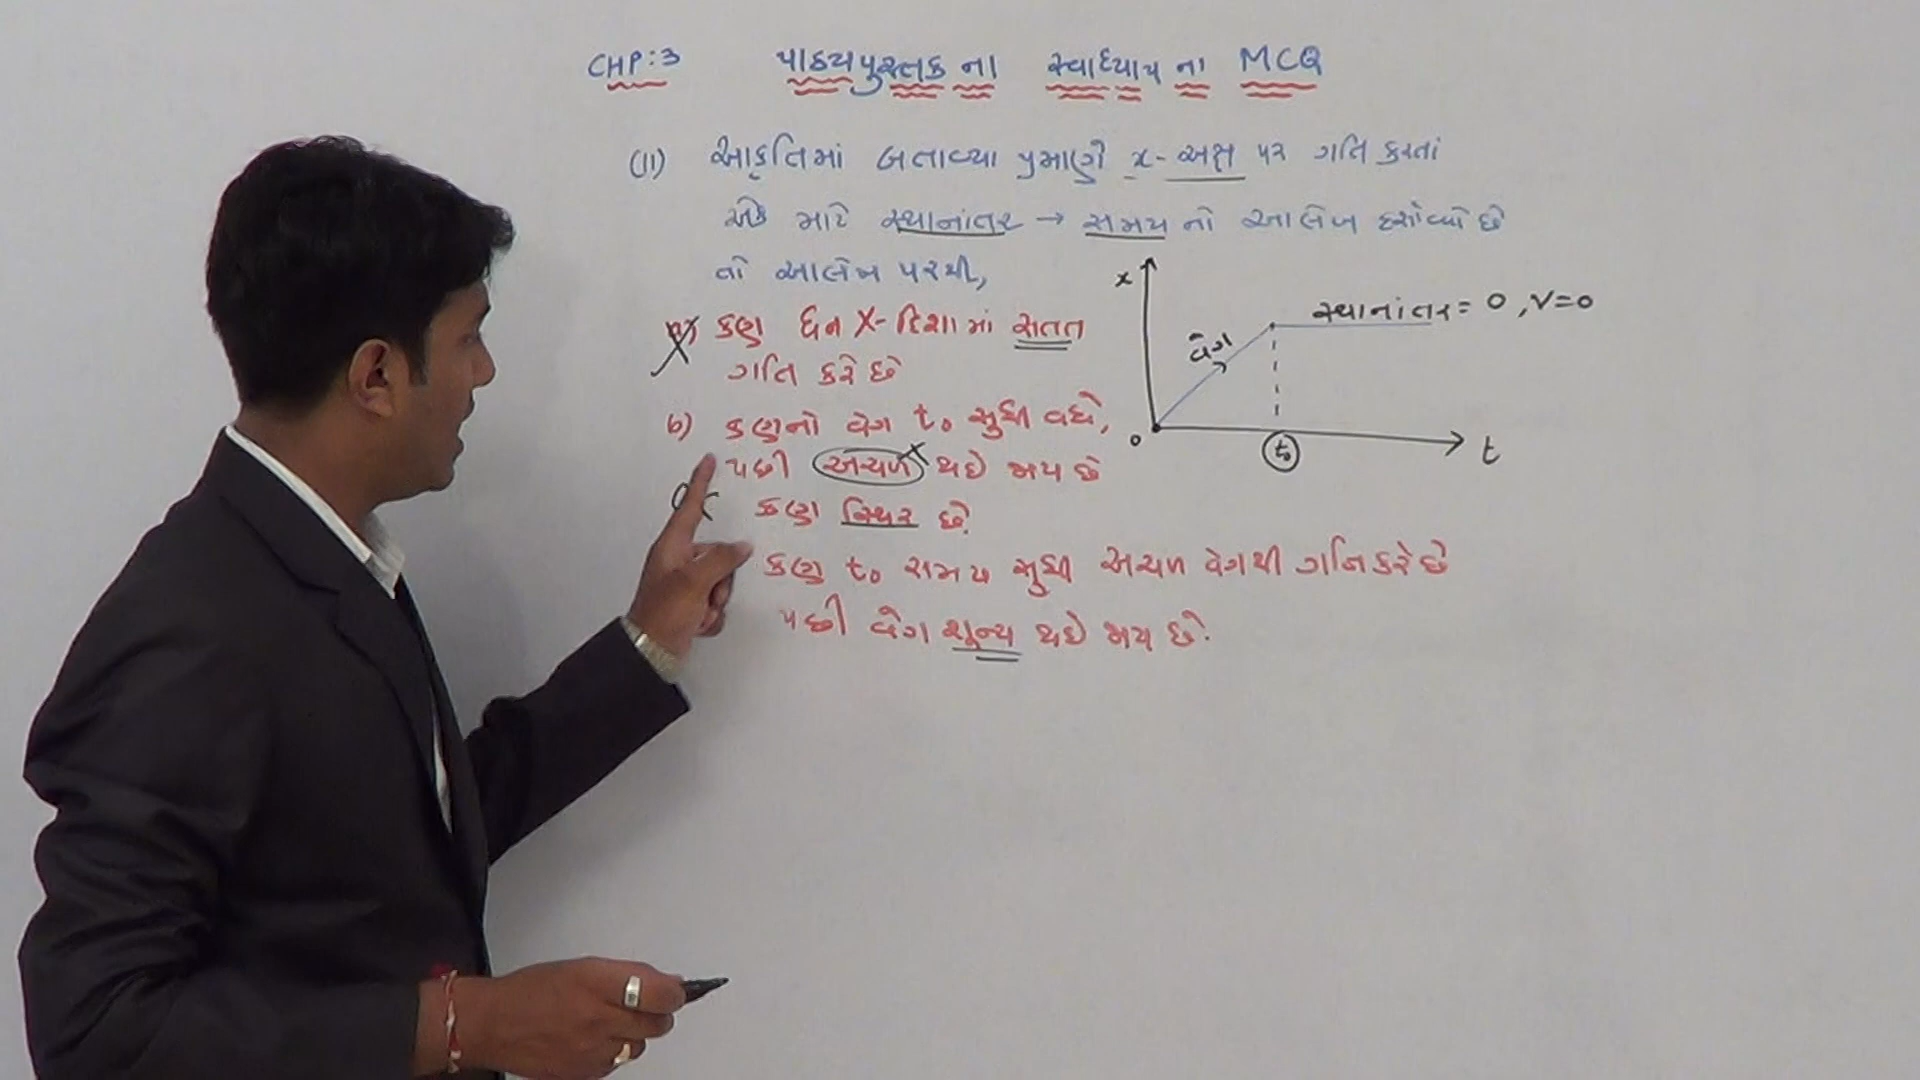 CHP:3 પાઠ્યપુસ્તક ના સ્વાધ્યાય ના MCQ
(11) આકૃતિમાં બતાવ્યા પ્રમાણે x-અક્ષ પર ગતિ કરતાં
એક માટે સ્થાનાંતર → સમય નો આલેખ દર્શાવ્યો છે
તો આલેખ પરથી,
a) કણ ધન X-દિશામાં સતત
ગતિ કરે છે
b) કણનો વેગ t₀ સુધી વધે,
પછી અચળ થઇ જાય છે
કણ સ્થિર છે.
કણ t₀ સમય સુધી અચળ વેગથી ગતિ કરે છે
પછી વેગ શૂન્ય થઇ જાય છે.
x
સ્થાનાંતર = 0, V=0
વેગ
0
t₀
t